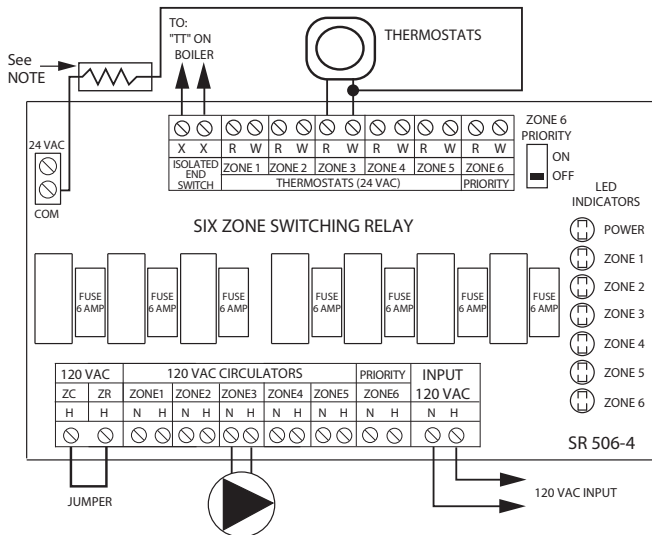 TO:
"TT" ON
BOILER
THERMOSTATS
See
NOTE
24 VAC
COM
X X R W R W R W R W R W R W
ISOLATED
END
SWITCH
ZONE 1 ZONE 2 ZONE 3 ZONE 4 ZONE 5 ZONE 6
THERMOSTATS (24 VAC) PRIORITY
ZONE 6
PRIORITY
ON
OFF
LED
INDICATORS
POWER
ZONE 1
ZONE 2
ZONE 3
ZONE 4
ZONE 5
ZONE 6
SIX ZONE SWITCHING RELAY
FUSE
6 AMP
FUSE
6 AMP
FUSE
6 AMP
FUSE
6 AMP
FUSE
6 AMP
FUSE
6 AMP
FUSE
6 AMP
120 VAC 120 VAC CIRCULATORS PRIORITY INPUT
120 VAC
ZC ZR ZONE1 ZONE2 ZONE3 ZONE4 ZONE5 ZONE6
H H N H N H N H N H N H N H N H
SR 506-4
JUMPER
120 VAC INPUT